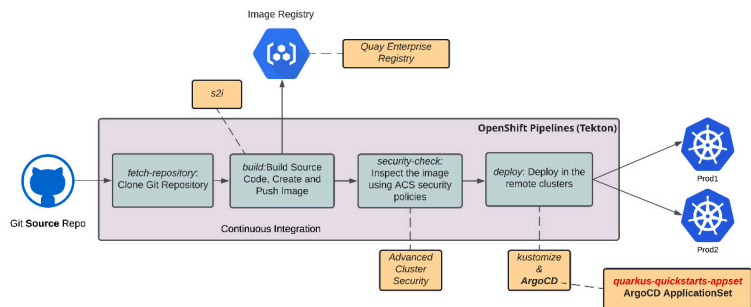 Image Registry
Quay Enterprise
Registry
s2i
OpenShift Pipelines (Tekton)
fetch-repository:
Clone Git Repository
build:Build Source
Code, Create and
Push Image
security-check:
Inspect the image
using ACS security
policies
deploy: Deploy in the
remote clusters
Prod1
Git Source Repo
Continuous Integration
Prod2
Advanced
Cluster
Security
kustomize
&
ArgoCD
quarkus-quickstarts-appset
ArgoCD ApplicationSet